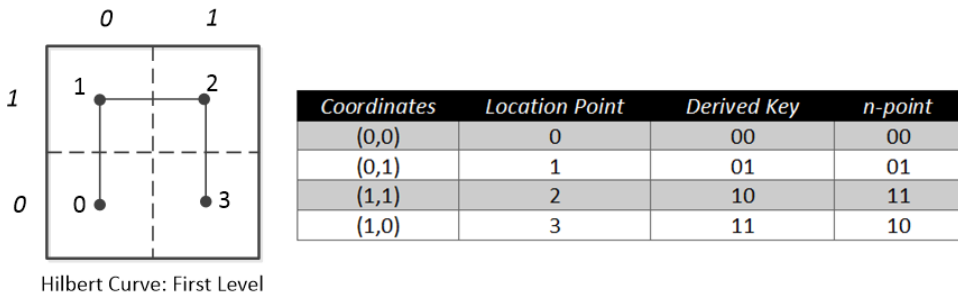 0 1
1 1 2
0 0 3
Hilbert Curve: First Level
Coordinates Location Point Derived Key n-point
(0,0) 0 00 00
(0,1) 1 01 01
(1,1) 2 10 11
(1,0) 3 11 10